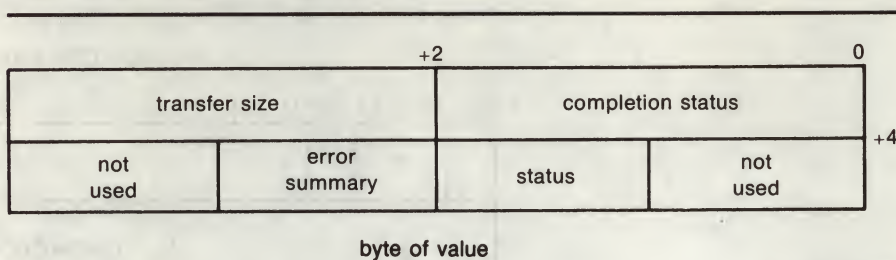 +2 0
transfer size completion status
+4
not used error summary status not used
byte of value